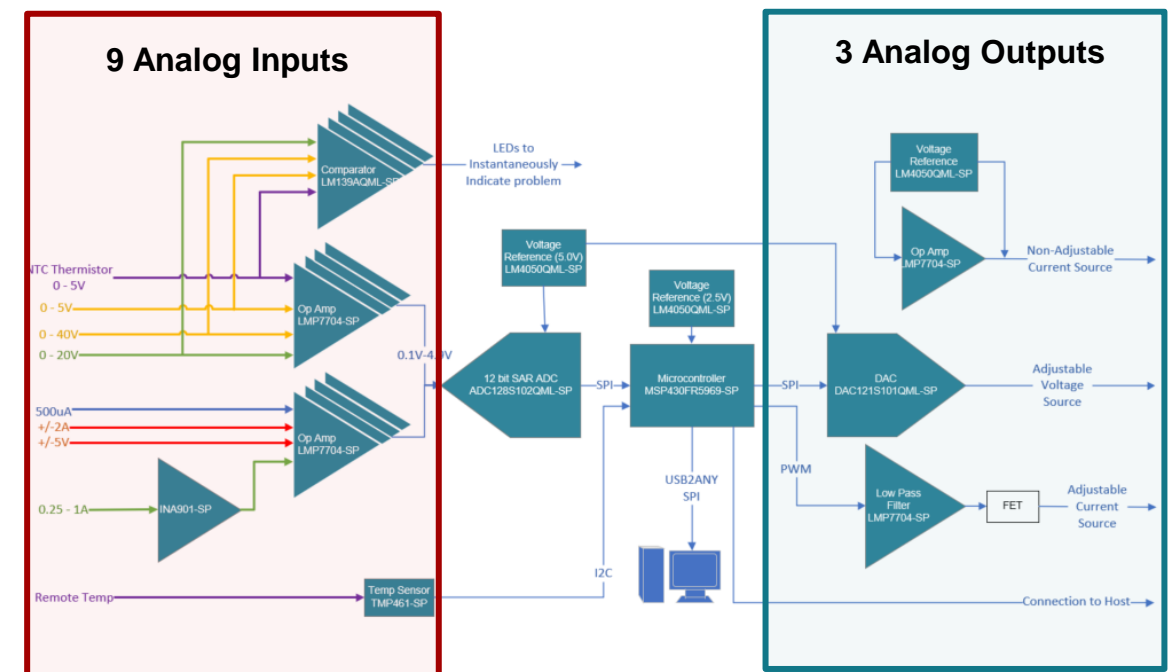 9 Analog Inputs
3 Analog Outputs
Comparator
LM139AQML-SP
LEDs to
Instantaneously
Indicate problem
NTC Thermistor
0 - 5V
0 - 5V
0 - 40V
0 - 20V
Op Amp
LMP7704-SP
0.1V-4.9V
500uA
+/-2A
+/-5V
Op Amp
LMP7704-SP
0.25 - 1A
INA901-SP
Remote Temp
Temp Sensor
TMP461-SP
Voltage
Reference (5.0V)
LM4050QML-SP
12 bit SAR ADC
ADC128S102QML-SP
SPI
Voltage
Reference (2.5V)
LM4050QML-SP
Microcontroller
MSP430FR5969-SP
SPI
I2C
USB2ANY
SPI
PWM
Voltage
Reference
LM4050QML-SP
Op Amp
LMP7704-SP
Non-Adjustable
Current Source
DAC
DAC121S101QML-SP
Adjustable
Voltage
Source
Low Pass
Filter
LMP7704-SP
FET
Adjustable
Current
Source
Connection to Host